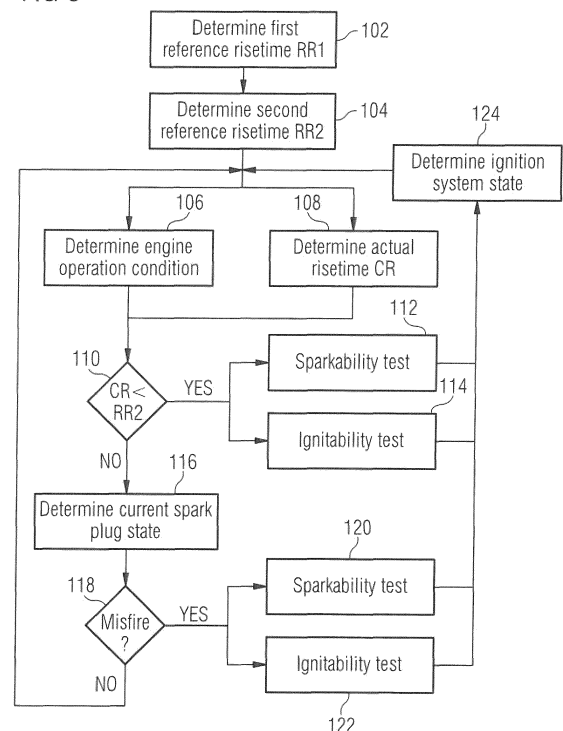 Determine first
reference risetime RR1
102
Determine second
reference risetime RR2
104
124
Determine ignition
system state
106
108
Determine engine
operation condition
Determine actual
risetime CR
112
110
CR<
RR2
YES
Sparkability test
114
Ignitability test
NO
116
Determine current spark
plug state
120
118
Misfire
?
YES
Sparkability test
NO
Ignitability test
122